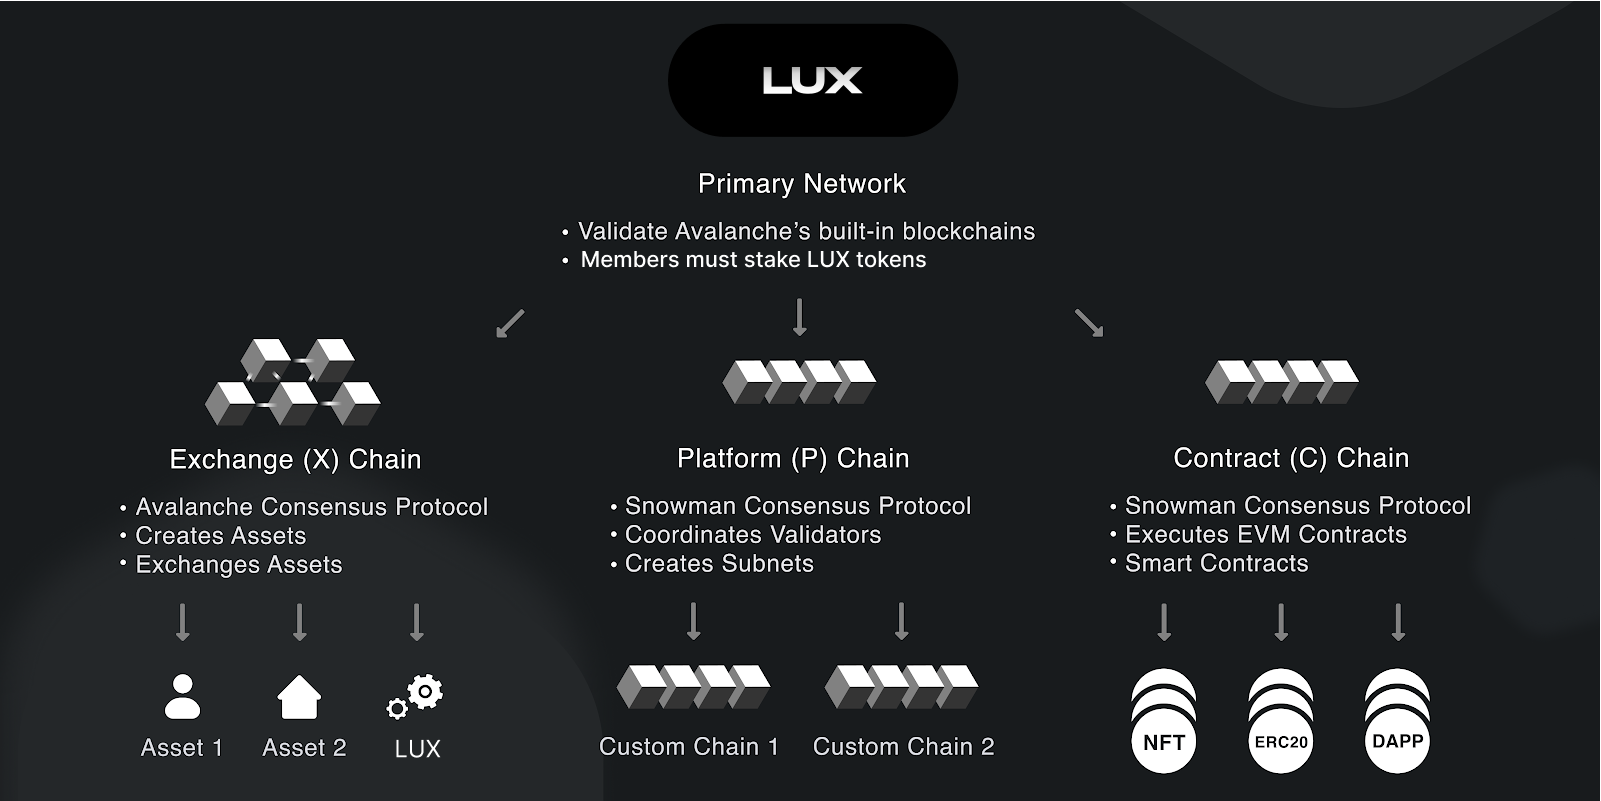 LUX
Primary Network
• Validate Avalanche’s built-in blockchains
• Members must stake LUX tokens
Exchange (X) Chain
• Avalanche Consensus Protocol
• Creates Assets
• Exchanges Assets
Asset 1
Asset 2
LUX
Platform (P) Chain
• Snowman Consensus Protocol
• Coordinates Validators
• Creates Subnets
Custom Chain 1
Custom Chain 2
Contract (C) Chain
• Snowman Consensus Protocol
• Executes EVM Contracts
• Smart Contracts
NFT
ERC20
DAPP